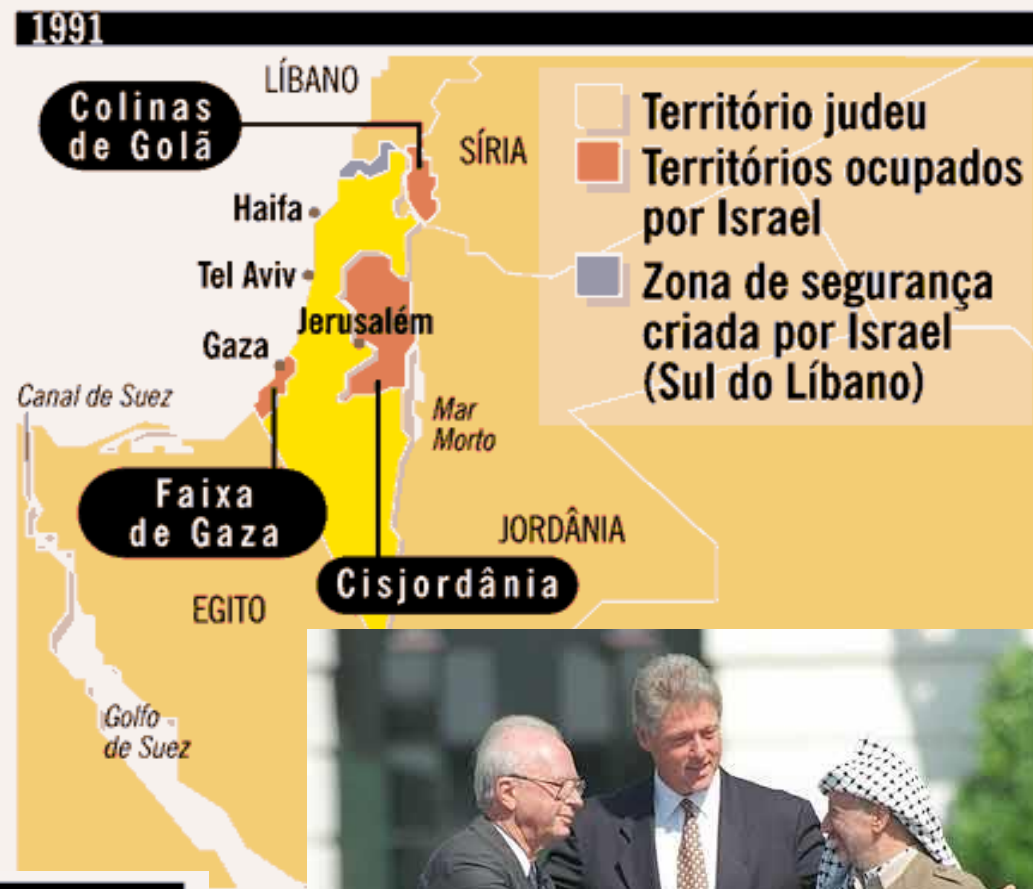 1991
LÍBANO
Colinas
de Golã
SÍRIA
Território judeu
Territórios ocupados
por Israel
Zona de segurança
criada por Israel
(Sul do Líbano)
Haifa
Tel Aviv
Jerusalém
Gaza
Canal de Suez
Mar
Morto
Faixa
de Gaza
JORDÂNIA
Cisjordânia
EGITO
Golfo
de Suez